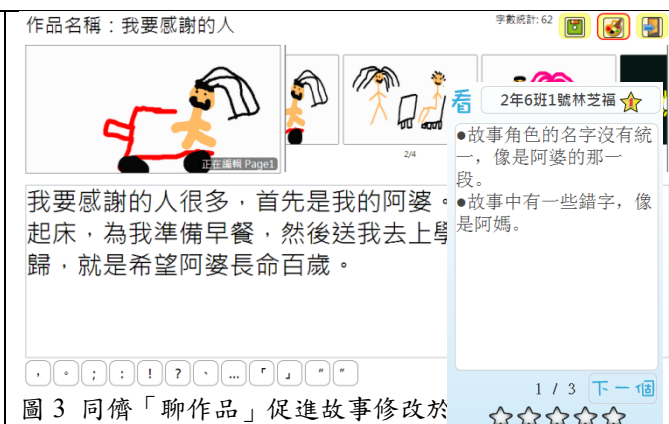 作品名稱：我要感謝的人
字數統計: 62
正在編輯 Page1
2/4
我要感謝的人很多，首先是我的阿婆。
起床，為我準備早餐，然後送我去上學
歸，就是希望阿婆長命百歲。
， 。 ； ： ！ ？ 、 … 「 」 “ ”
看
2年6班1號林芝福
●故事角色的名字沒有統
一，像是阿婆的那一
段。
●故事中有一些錯字，像
是阿媽。
1 / 3 下一個
圖 3 同儕「聊作品」促進故事修改於